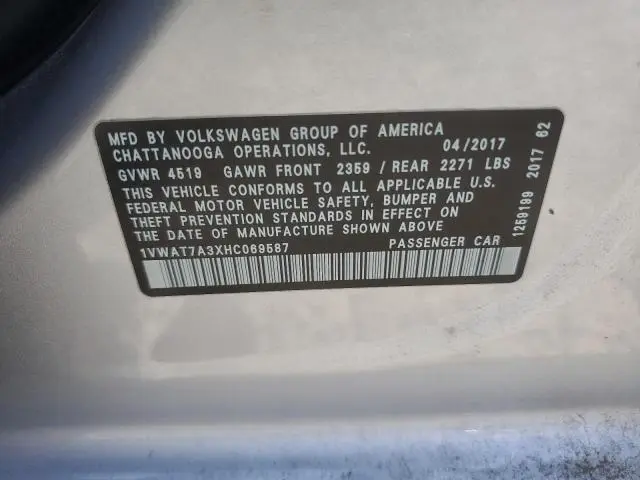 MFD BY VOLKSWAGEN GROUP OF AMERICA
CHATTANOOGA OPERATIONS, LLC. 04/2017
GVWR 4519 GAWR FRONT 2359 / REAR 2271 LBS
THIS VEHICLE CONFORMS TO ALL APPLICABLE U.S.
FEDERAL MOTOR VEHICLE SAFETY, BUMPER AND
THEFT PREVENTION STANDARDS IN EFFECT ON
THE DATE OF MANUFACTURE SHOWN ABOVE
1VWAT7A3XHC069587 PASSENGER CAR
1259199 2017 62